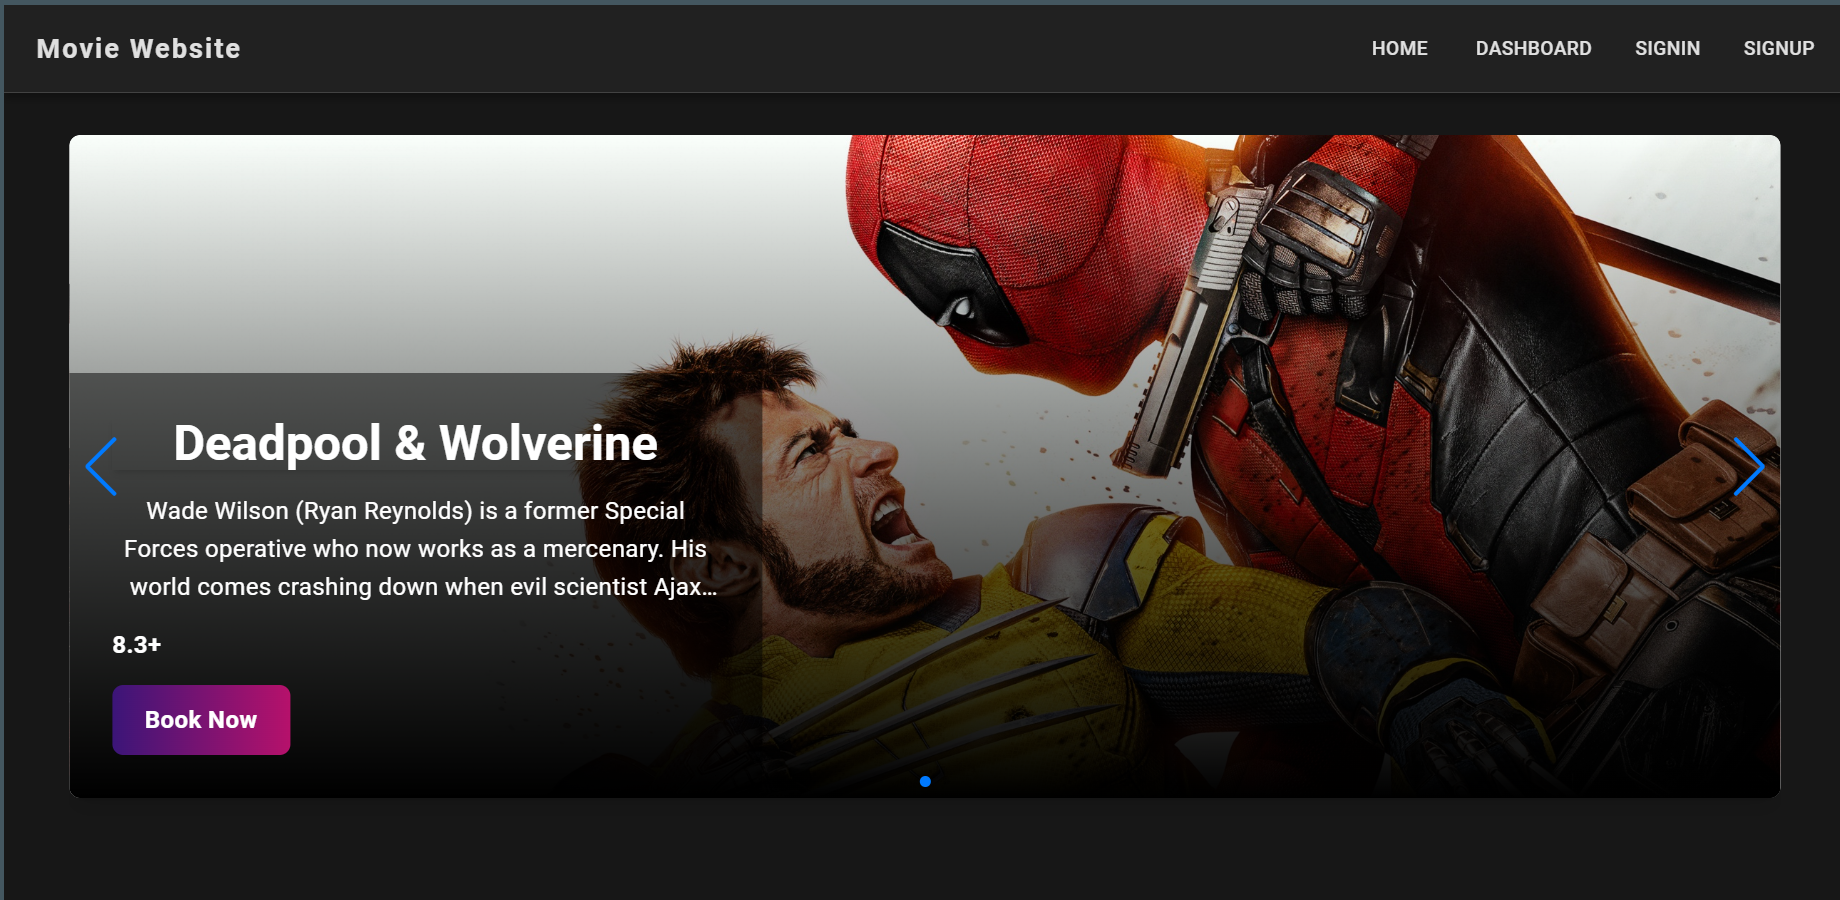 Movie Website
HOME DASHBOARD SIGNIN SIGNUP
Deadpool & Wolverine
Wade Wilson (Ryan Reynolds) is a former Special
Forces operative who now works as a mercenary. His
world comes crashing down when evil scientist Ajax...
8.3+
Book Now